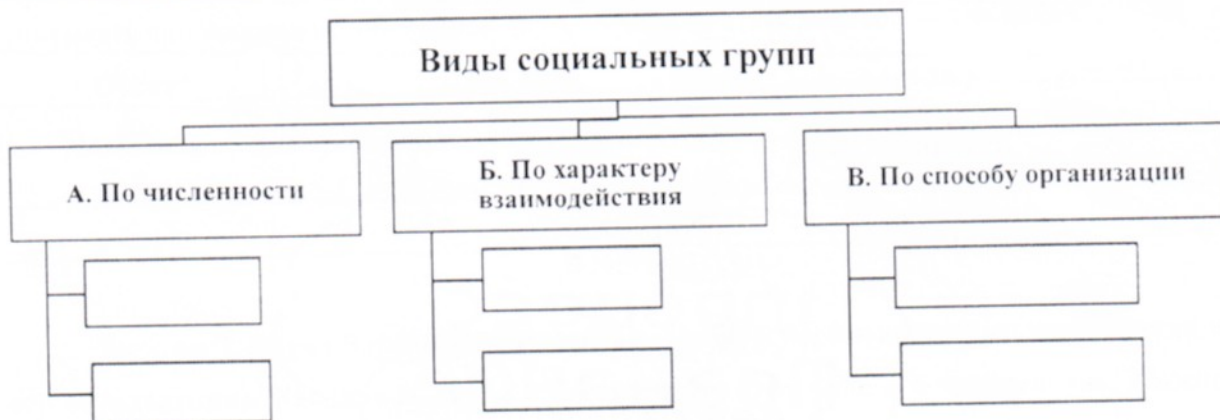 Виды социальных групп
А. По численности
Б. По характеру
взаимодействия
В. По способу организации